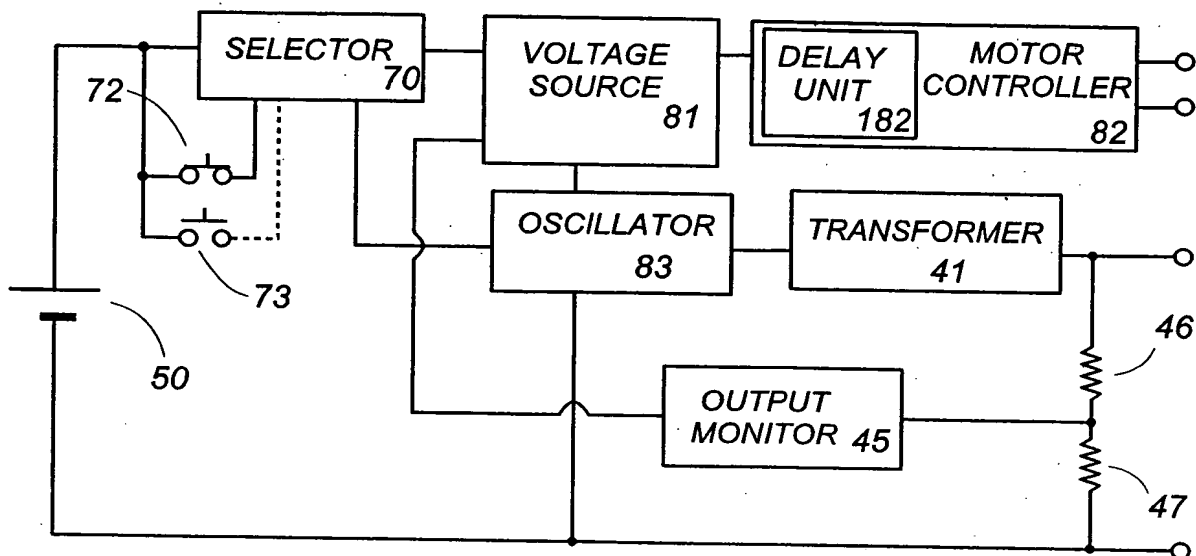 SELECTOR
70
VOLTAGE
SOURCE
81
DELAY
UNIT
182
MOTOR
CONTROLLER
82
72
73
50
OSCILLATOR
83
TRANSFORMER
41
46
OUTPUT
MONITOR 45
47